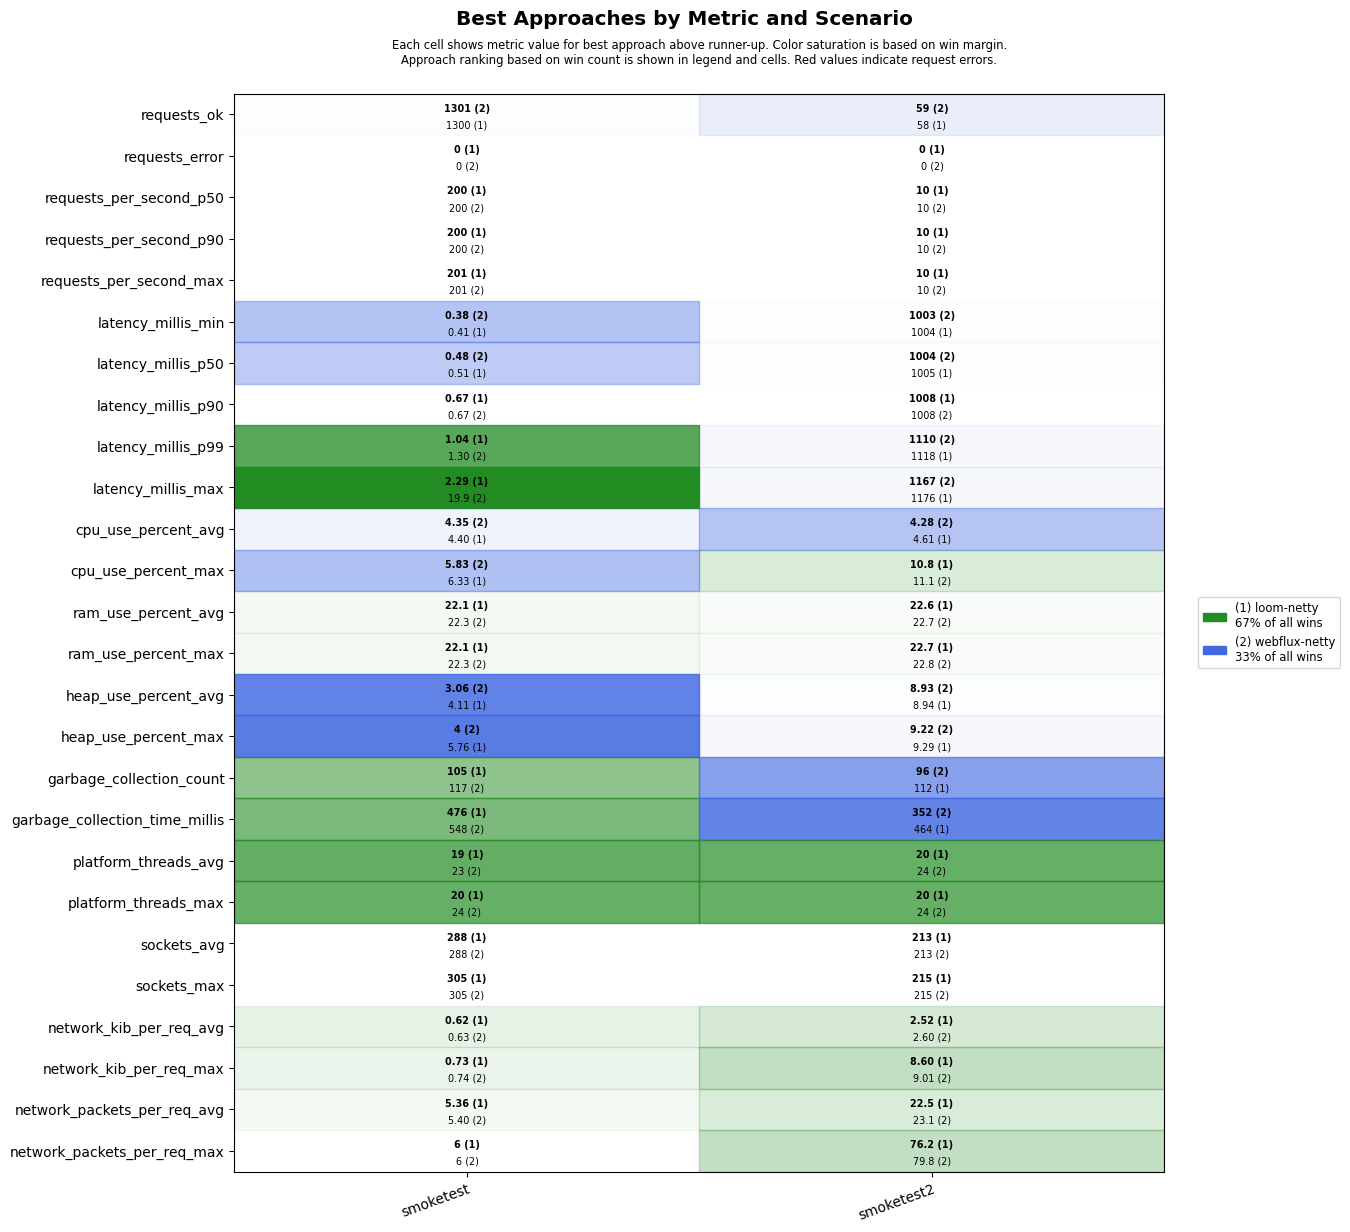 Best Approaches by Metric and Scenario
Each cell shows metric value for best approach above runner-up. Color saturation is based on win margin.
Approach ranking based on win count is shown in legend and cells. Red values indicate request errors.
requests_ok
1301 (2)
1300 (1)
59 (2)
58 (1)
requests_error
0 (1)
0 (2)
0 (1)
0 (2)
requests_per_second_p50
200 (1)
200 (2)
10 (1)
10 (2)
requests_per_second_p90
200 (1)
200 (2)
10 (1)
10 (2)
requests_per_second_max
201 (1)
201 (2)
10 (1)
10 (2)
latency_millis_min
0.38 (2)
0.41 (1)
1003 (2)
1004 (1)
latency_millis_p50
0.48 (2)
0.51 (1)
1004 (2)
1005 (1)
latency_millis_p90
0.67 (1)
0.67 (2)
1008 (1)
1008 (2)
latency_millis_p99
1.04 (1)
1.30 (2)
1110 (2)
1118 (1)
latency_millis_max
2.29 (1)
19.9 (2)
1167 (2)
1176 (1)
cpu_use_percent_avg
4.35 (2)
4.40 (1)
4.28 (2)
4.61 (1)
cpu_use_percent_max
5.83 (2)
6.33 (1)
10.8 (1)
11.1 (2)
ram_use_percent_avg
22.1 (1)
22.3 (2)
22.6 (1)
22.7 (2)
ram_use_percent_max
22.1 (1)
22.3 (2)
22.7 (1)
22.8 (2)
heap_use_percent_avg
3.06 (2)
4.11 (1)
8.93 (2)
8.94 (1)
heap_use_percent_max
4 (2)
5.76 (1)
9.22 (2)
9.29 (1)
garbage_collection_count
105 (1)
117 (2)
96 (2)
112 (1)
garbage_collection_time_millis
476 (1)
548 (2)
352 (2)
464 (1)
platform_threads_avg
19 (1)
23 (2)
20 (1)
24 (2)
platform_threads_max
20 (1)
24 (2)
20 (1)
24 (2)
sockets_avg
288 (1)
288 (2)
213 (1)
213 (2)
sockets_max
305 (1)
305 (2)
215 (1)
215 (2)
network_kib_per_req_avg
0.62 (1)
0.63 (2)
2.52 (1)
2.60 (2)
network_kib_per_req_max
0.73 (1)
0.74 (2)
8.60 (1)
9.01 (2)
network_packets_per_req_avg
5.36 (1)
5.40 (2)
22.5 (1)
23.1 (2)
network_packets_per_req_max
6 (1)
6 (2)
76.2 (1)
79.8 (2)
smoketest
smoketest2
(1) loom-netty
67% of all wins
(2) webflux-netty
33% of all wins